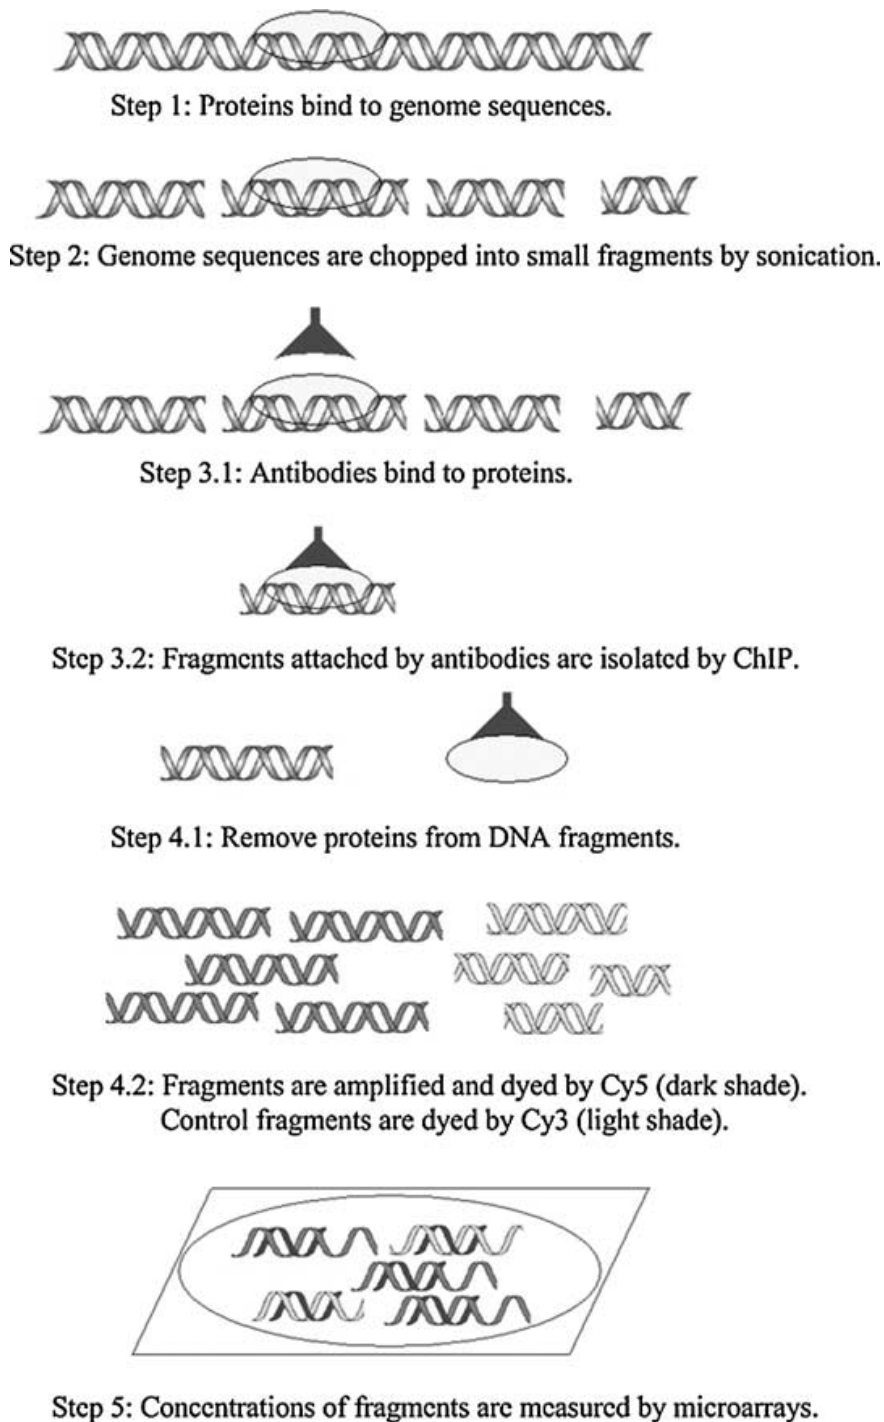 Step 1: Proteins bind to genome sequences.
Step 2: Genome sequences are chopped into small fragments by sonication.
Step 3.1: Antibodies bind to proteins.
Step 3.2: Fragments attached by antibodies are isolated by ChIP.
Step 4.1: Remove proteins from DNA fragments.
Step 4.2: Fragments are amplified and dyed by Cy5 (dark shade).
Control fragments are dyed by Cy3 (light shade).
Step 5: Concentrations of fragments are measured by microarrays.